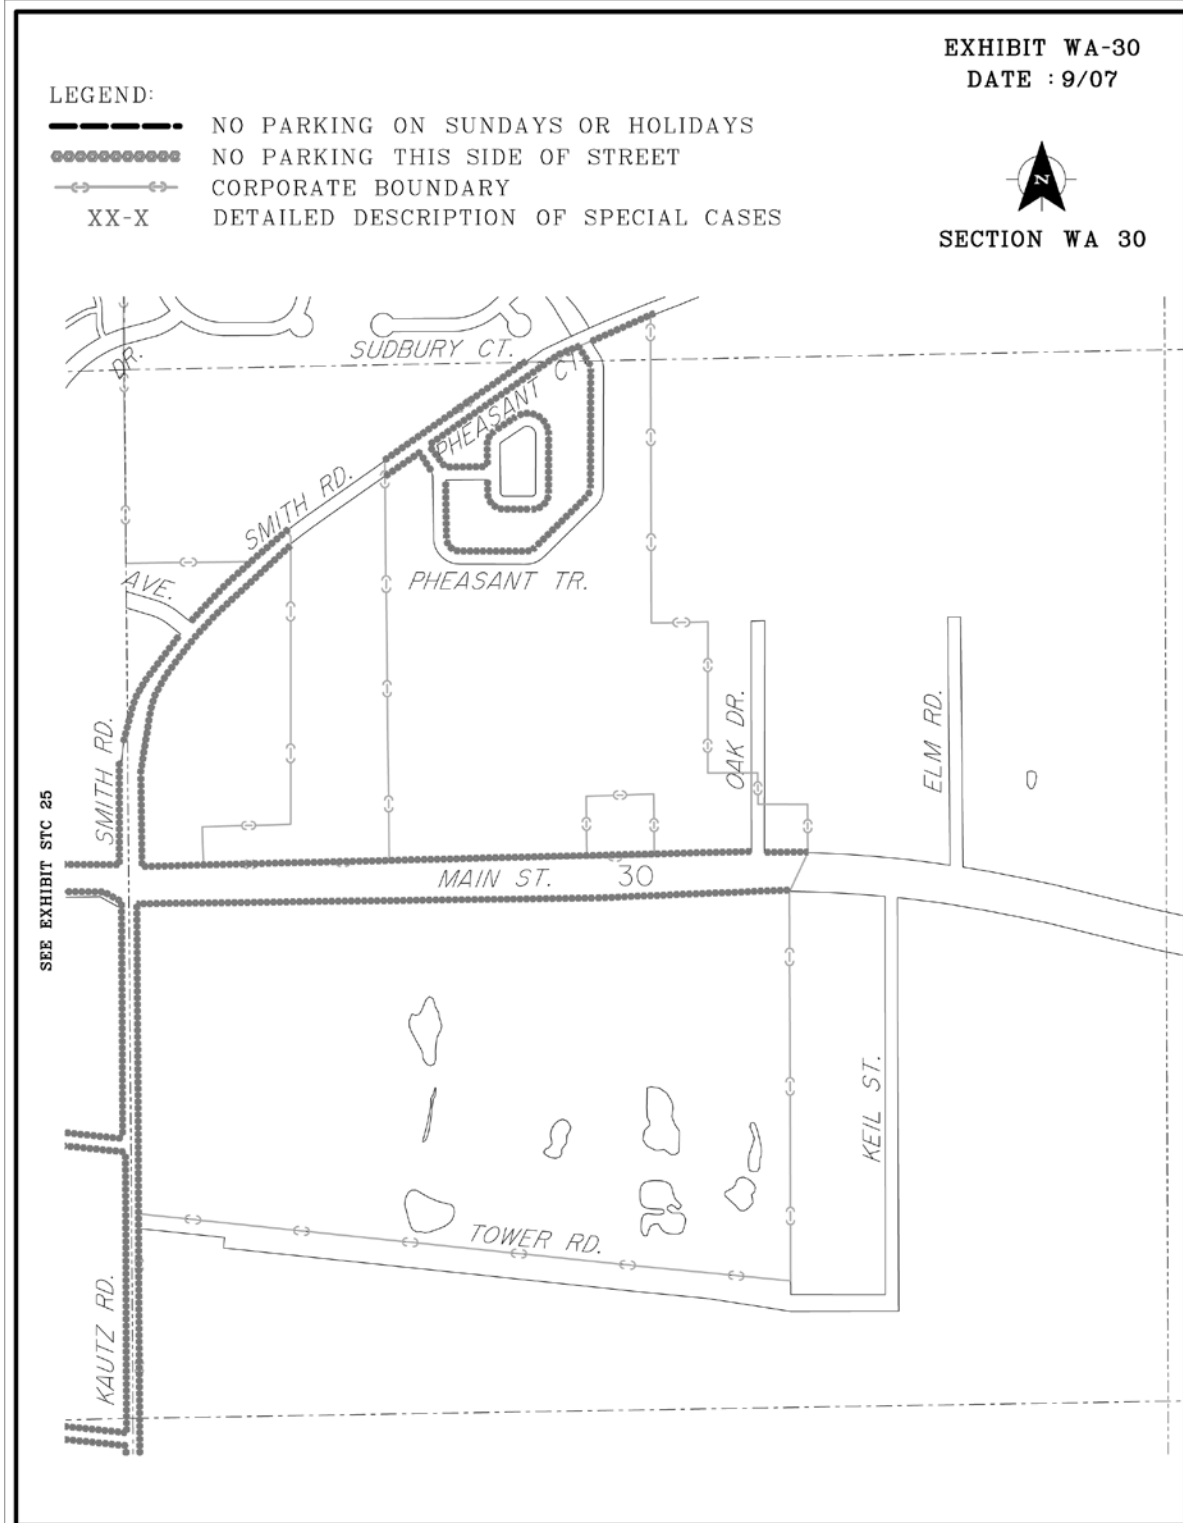 EXHIBIT WA-30
DATE : 9/07
LEGEND:
NO PARKING ON SUNDAYS OR HOLIDAYS
NO PARKING THIS SIDE OF STREET
CORPORATE BOUNDARY
XX-X DETAILED DESCRIPTION OF SPECIAL CASES
N
SECTION WA 30
SUDBURY CT.
DR.
PHEASANT CT.
SMITH RD.
AVE.
PHEASANT TR.
SMITH RD.
OAK DR.
ELM RD.
SEE EXHIBIT STC 25
MAIN ST.
30
KEIL ST.
TOWER RD.
KAUTZ RD.